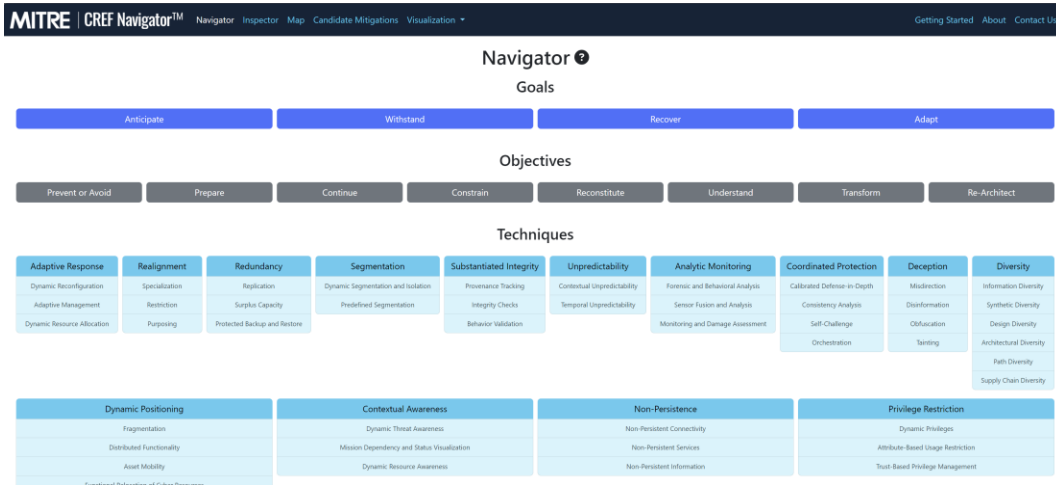 MITRE | CREF Navigator™ Navigator Inspector Map Candidate Mitigations Visualization Getting Started About Contact Us
Navigator ?
Goals
Anticipate Withstand Recover Adapt
Objectives
Prevent or Avoid Prepare Continue Constrain Reconstitute Understand Transform Re-Architect
Techniques
Adaptive Response Realignment Redundancy Segmentation Substantiated Integrity Unpredictability Analytic Monitoring Coordinated Protection Deception Diversity
Dynamic Reconfiguration Specialization Replication Dynamic Segmentation and Isolation Provenance Tracking Contextual Unpredictability Forensic and Behavioral Analysis Calibrated Defense-in-Depth Misdirection Information Diversity
Adaptive Management Restriction Surplus Capacity Predefined Segmentation Integrity Checks Temporal Unpredictability Sensor Fusion and Analysis Consistency Analysis Disinformation Synthetic Diversity
Dynamic Resource Allocation Purposing Protected Backup and Restore Behavior Validation Monitoring and Damage Assessment Self-Challenge Obfuscation Design Diversity
Orchestration Tainting Architectural Diversity
Path Diversity
Supply Chain Diversity
Dynamic Positioning Contextual Awareness Non-Persistence Privilege Restriction
Fragmentation Dynamic Threat Awareness Non-Persistent Connectivity Dynamic Privileges
Distributed Functionality Mission Dependency and Status Visualization Non-Persistent Services Attribute-Based Usage Restriction
Asset Mobility Dynamic Resource Awareness Non-Persistent Information Trust-Based Privilege Management
Functional Relocation of Cyber Resources